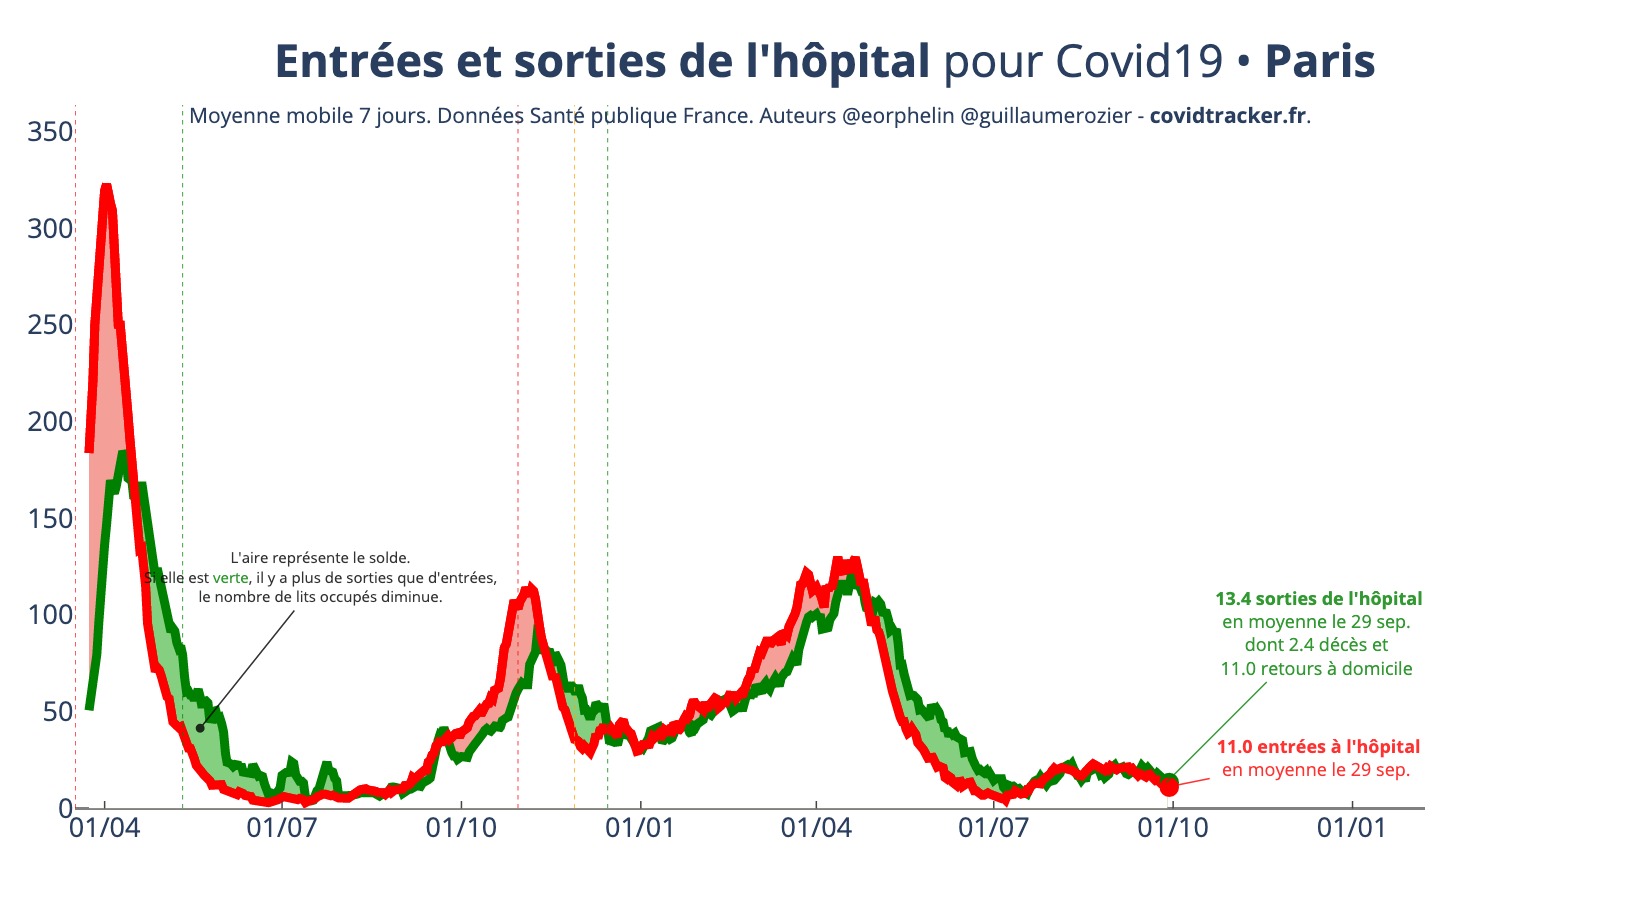 Entrées et sorties de l'hôpital pour Covid19 • Paris
Moyenne mobile 7 jours. Données Santé publique France. Auteurs @eorphelin @guillaumerozier - covidtracker.fr.
350
300
250
200
150
100
50
0
L'aire représente le solde.
Si elle est verte, il y a plus de sorties que d'entrées,
le nombre de lits occupés diminue.
13.4 sorties de l'hôpital
en moyenne le 29 sep.
dont 2.4 décès et
11.0 retours à domicile
11.0 entrées à l'hôpital
en moyenne le 29 sep.
01/04 01/07 01/10 01/01 01/04 01/07 01/10 01/01